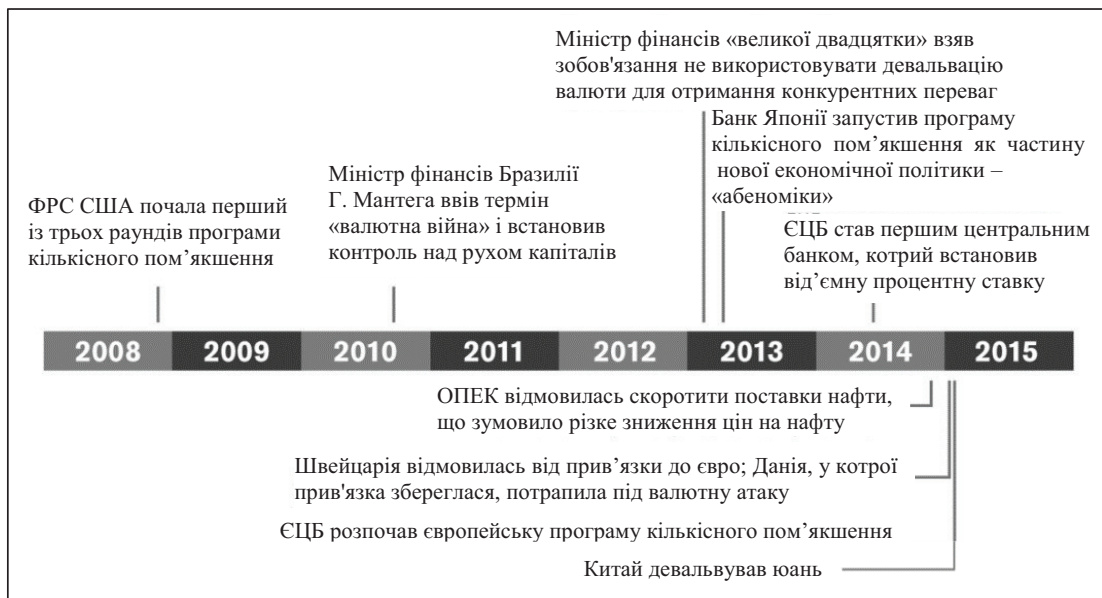 Міністр фінансів «великої двадцятки» взяв
зобов'язання не використовувати девальвацію
валюти для отримання конкурентних переваг
Банк Японії запустив програму
кількісного пом’якшення як частину
нової економічної політики –
«абеноміки»
Міністр фінансів Бразилії
Г. Мантега ввів термін
«валютна війна» і встановив
контроль над рухом капіталів
ФРС США почала перший
із трьох раундів програми
кількісного пом’якшення
ЄЦБ став першим центральним
банком, котрий встановив
від’ємну процентну ставку
2008 2009 2010 2011 2012 2013 2014 2015
ОПЕК відмовилась скоротити поставки нафти,
що зумовило різке зниження цін на нафту
Швейцарія відмовилась від прив’язки до євро; Данія, у котрої
прив'язка збереглася, потрапила під валютну атаку
ЄЦБ розпочав європейську програму кількісного пом’якшення
Китай девальвував юань